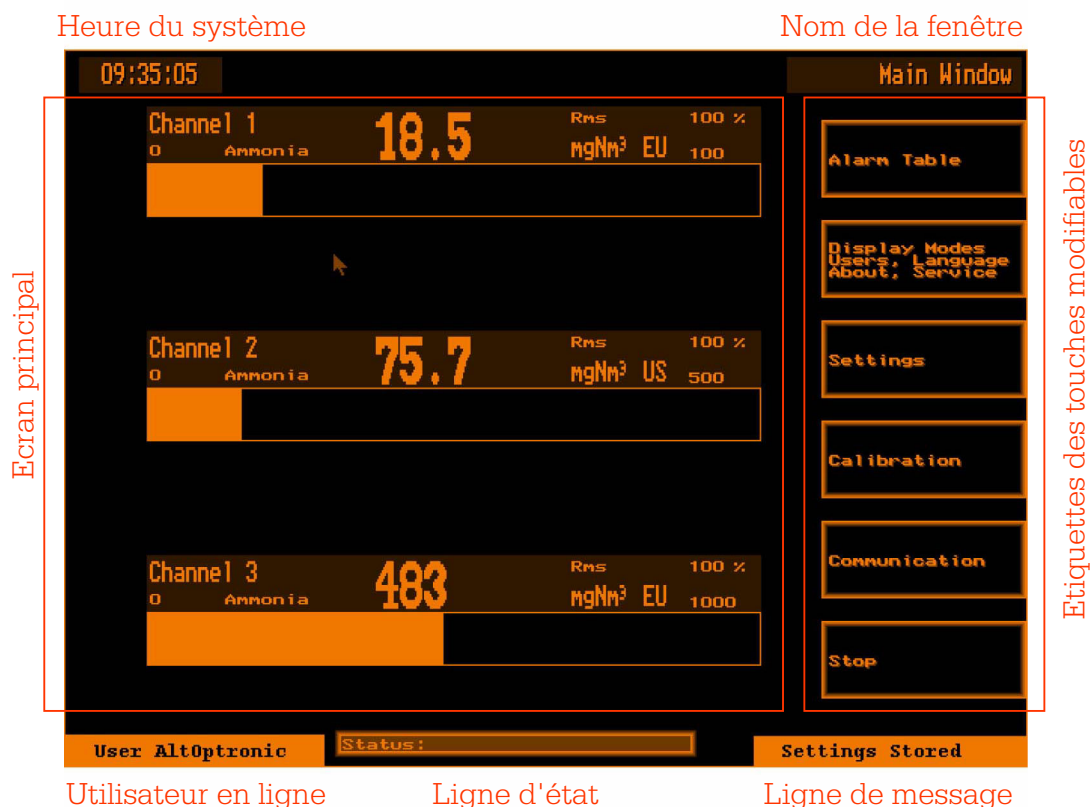 Heure du système
Nom de la fenêtre
09:35:05
Main Window
Ecran principal
Channel 1
18.5
Rms 100 %
0 Ammonia
mgNm³ EU 100
Channel 2
75.7
Rms 100 %
0 Ammonia
mgNm³ US 500
Channel 3
483
Rms 100 %
0 Ammonia
mgNm³ EU 1000
Alarm Table
Display Modes
Users, Language
About, Service
Settings
Calibration
Communication
Stop
Etiquettes des touches modifiables
User AltOptronic
Status:
Settings Stored
Utilisateur en ligne
Ligne d'état
Ligne de message